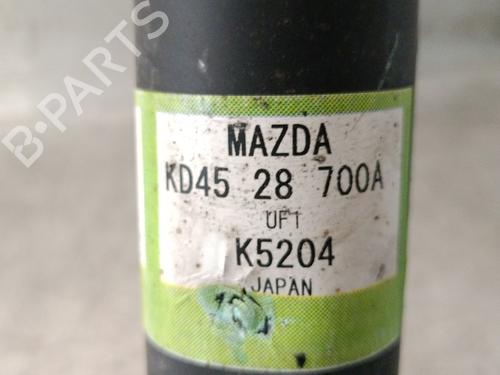 B-PARTS
MAZDA
KD45 28 700A
UF1
K5204
JAPAN